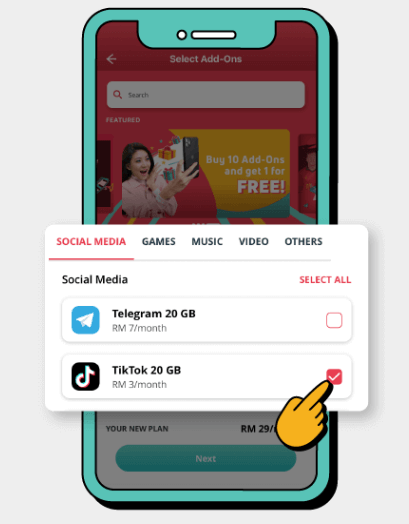 Select Add-Ons
Search
FEATURED
Buy 10 Add-Ons
and get 1 for
FREE!
SOCIAL MEDIA GAMES MUSIC VIDEO OTHERS
Social Media SELECT ALL
Telegram 20 GB
RM 7/month
TikTok 20 GB
RM 3/month
YOUR NEW PLAN RM 29/
Next